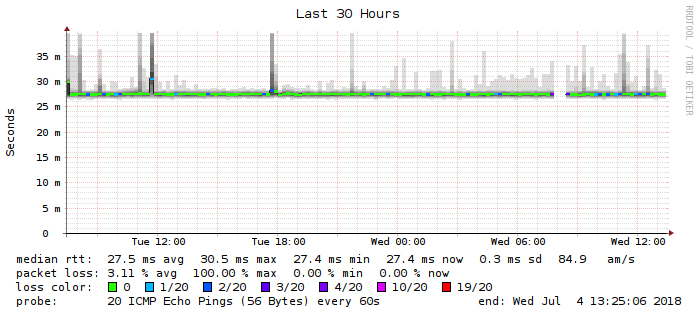 Last 30 Hours
RRDTOOL / TOBI OETIKER
Seconds
35 m
30 m
25 m
20 m
15 m
10 m
5 m
0
Tue 12:00 Tue 18:00 Wed 00:00 Wed 06:00 Wed 12:00
median rtt: 27.5 ms avg 30.5 ms max 27.4 ms min 27.4 ms now 0.3 ms sd 84.9 am/s
packet loss: 3.11 % avg 100.00 % max 0.00 % min 0.00 % now
loss color: 0 1/20 2/20 3/20 4/20 10/20 19/20
probe: 20 ICMP Echo Pings (56 Bytes) every 60s end: Wed Jul 4 13:25:06 2018